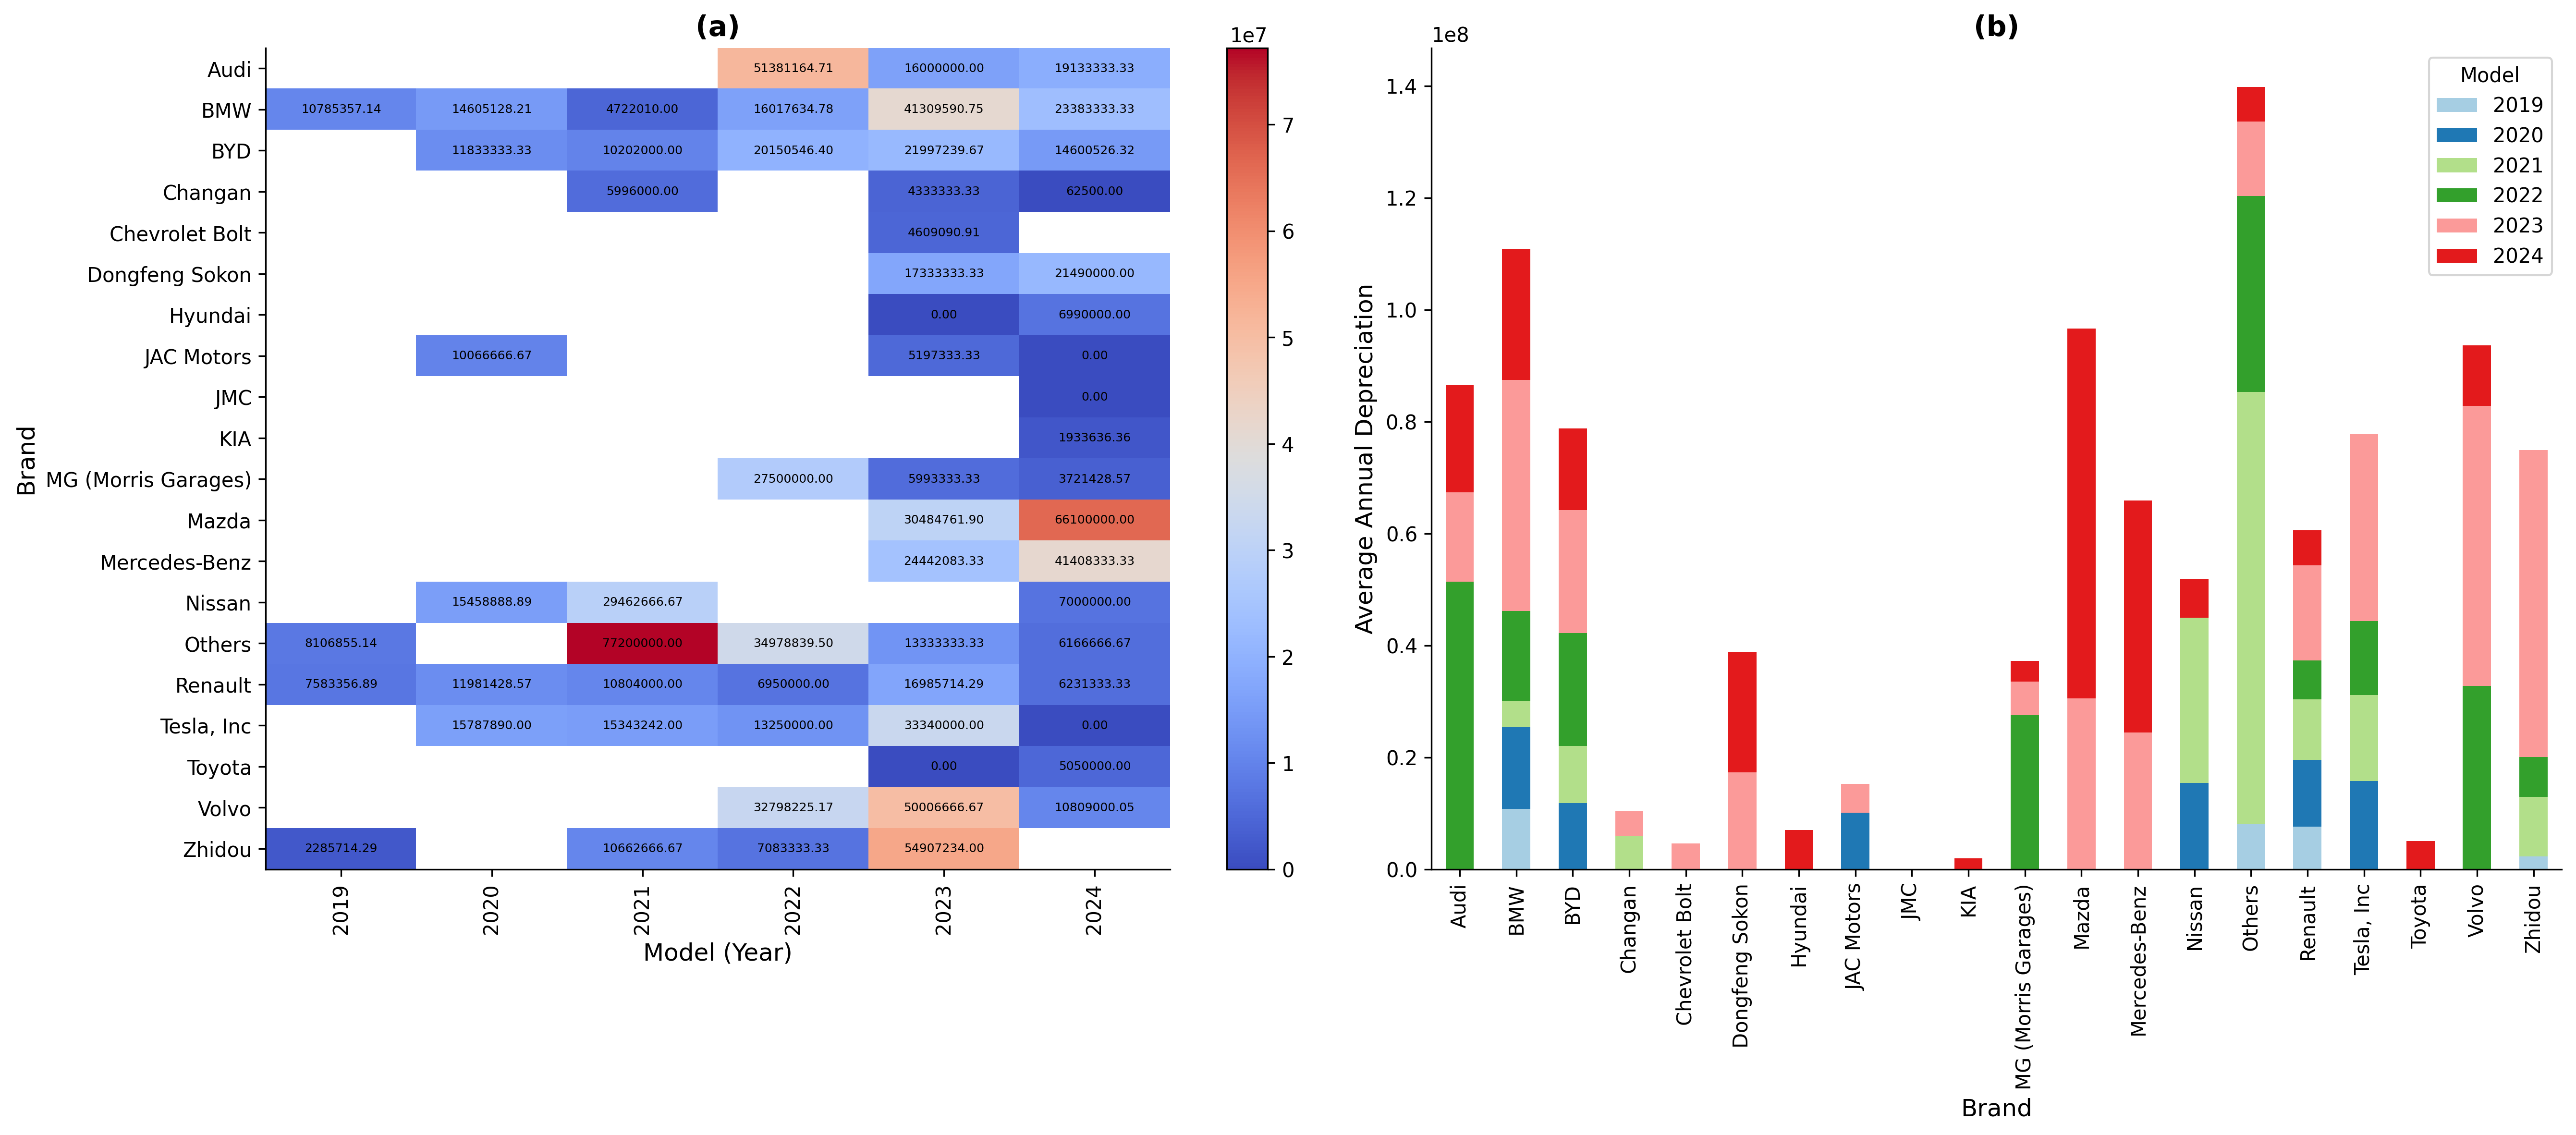 (a)
1e7
Audi 51381164.71 16000000.00 19133333.33
BMW 10785357.14 14605128.21 4722010.00 16017634.78 41309590.75 23383333.33
BYD 11833333.33 10202000.00 20150546.40 21997239.67 14600526.32
Changan 5996000.00 4333333.33 62500.00
Chevrolet Bolt 4609090.91
Dongfeng Sokon 17333333.33 21490000.00
Hyundai 0.00 6990000.00
JAC Motors 10066666.67 5197333.33 0.00
JMC 0.00
KIA 1933636.36
MG (Morris Garages) 27500000.00 5993333.33 3721428.57
Mazda 30484761.90 66100000.00
Mercedes-Benz 24442083.33 41408333.33
Nissan 15458888.89 29462666.67 7000000.00
Others 8106855.14 77200000.00 34978839.50 13333333.33 6166666.67
Renault 7583356.89 11981428.57 10804000.00 6950000.00 16985714.29 6231333.33
Tesla, Inc 15787890.00 15343242.00 13250000.00 33340000.00 0.00
Toyota 0.00 5050000.00
Volvo 32798225.17 50006666.67 10809000.05
Zhidou 2285714.29 10662666.67 7083333.33 54907234.00
Brand
2019 2020 2021 2022 2023 2024
Model (Year)
7
6
5
4
3
2
1
0
(b)
1e8
1.4
1.2
1.0
0.8
0.6
0.4
0.2
0.0
Average Annual Depreciation
Model
2019
2020
2021
2022
2023
2024
Audi
BMW
BYD
Changan
Chevrolet Bolt
Dongfeng Sokon
Hyundai
JAC Motors
JMC
KIA
MG (Morris Garages)
Mazda
Mercedes-Benz
Nissan
Others
Renault
Tesla, Inc
Toyota
Volvo
Zhidou
Brand